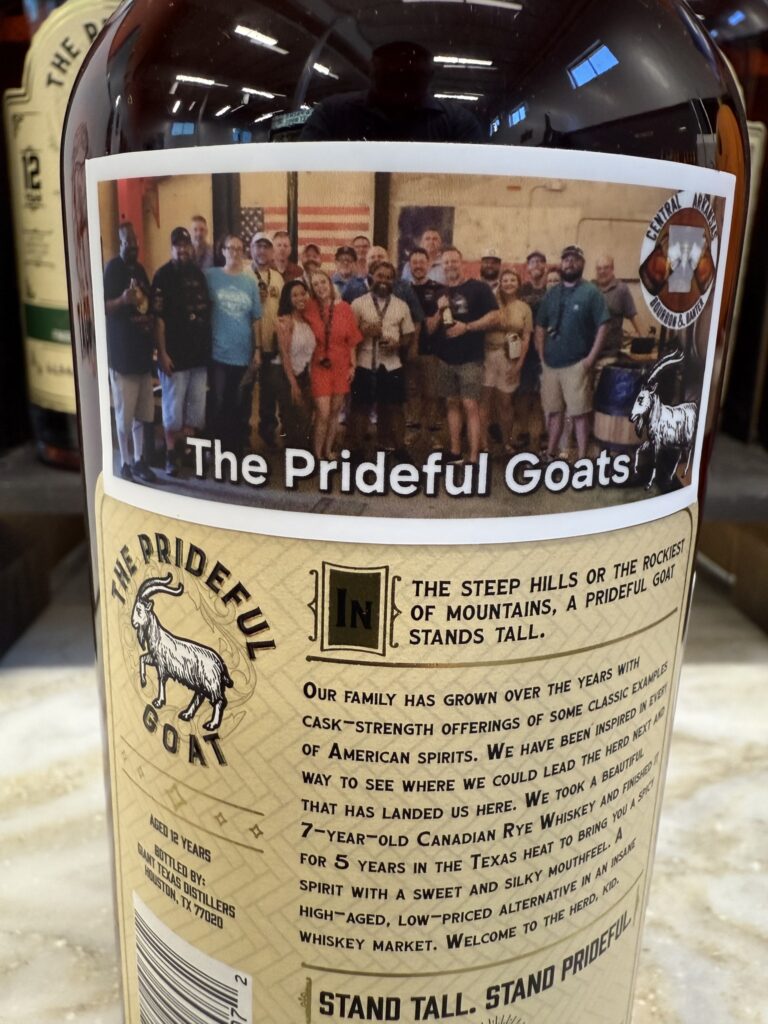 THE
12
CENTRAL ARKANSAS
BOURBON & BANTER
The Prideful Goats
THE PRIDEFUL
GOAT
IN THE STEEP HILLS OR THE ROCKIEST
OF MOUNTAINS, A PRIDEFUL GOAT
STANDS TALL.
OUR FAMILY HAS GROWN OVER THE YEARS WITH
CASK-STRENGTH OFFERINGS OF SOME CLASSIC EXAMPLES
OF AMERICAN SPIRITS. WE HAVE BEEN INSPIRED IN EVERY
WAY TO SEE WHERE WE COULD LEAD THE HERD NEXT AND
THAT HAS LANDED US HERE. WE TOOK A BEAUTIFUL
7-YEAR-OLD CANADIAN RYE WHISKEY AND FINISHED IT
FOR 5 YEARS IN THE TEXAS HEAT TO BRING YOU A SPICY
SPIRIT WITH A SWEET AND SILKY MOUTHFEEL. A
HIGH-AGED, LOW-PRICED ALTERNATIVE IN AN INSANE
WHISKEY MARKET. WELCOME TO THE HERD, KID.
AGED 12 YEARS
BOTTLED BY:
GIANT TEXAS DISTILLERS
HOUSTON, TX 77020
STAND TALL. STAND PRIDEFUL